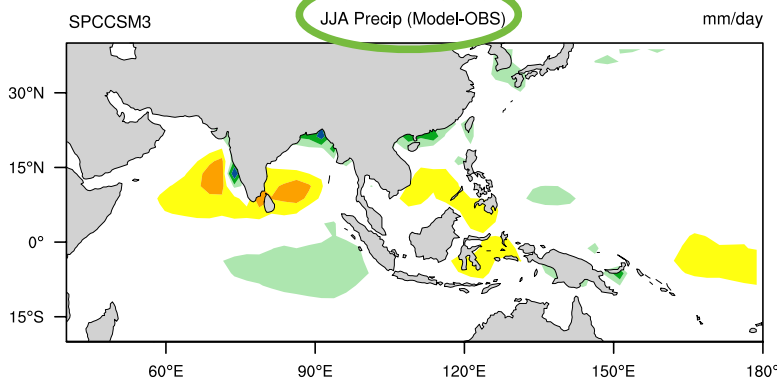 SPCCSM3 JJA Precip (Model-OBS) mm/day
30°N
15°N
0°
15°S
60°E 90°E 120°E 150°E 180°